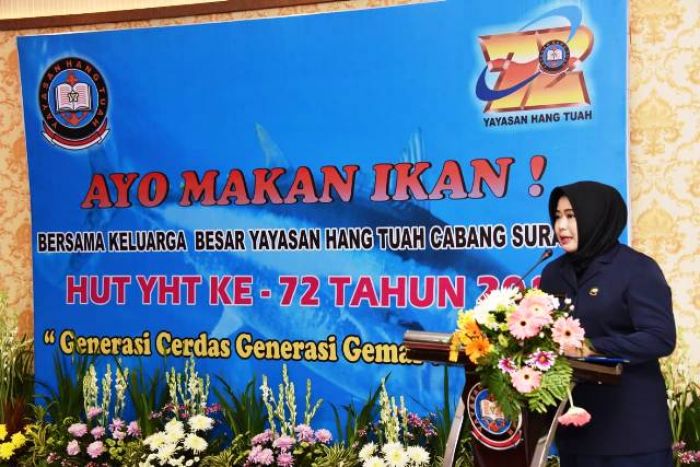 YAYASAN HANG TUAH
72
YAYASAN HANG TUAH
AYO MAKAN IKAN !
BERSAMA KELUARGA BESAR YAYASAN HANG TUAH CABANG
HUT YHT KE - 72 TAHUN
“ Generasi Cerdas Generasi